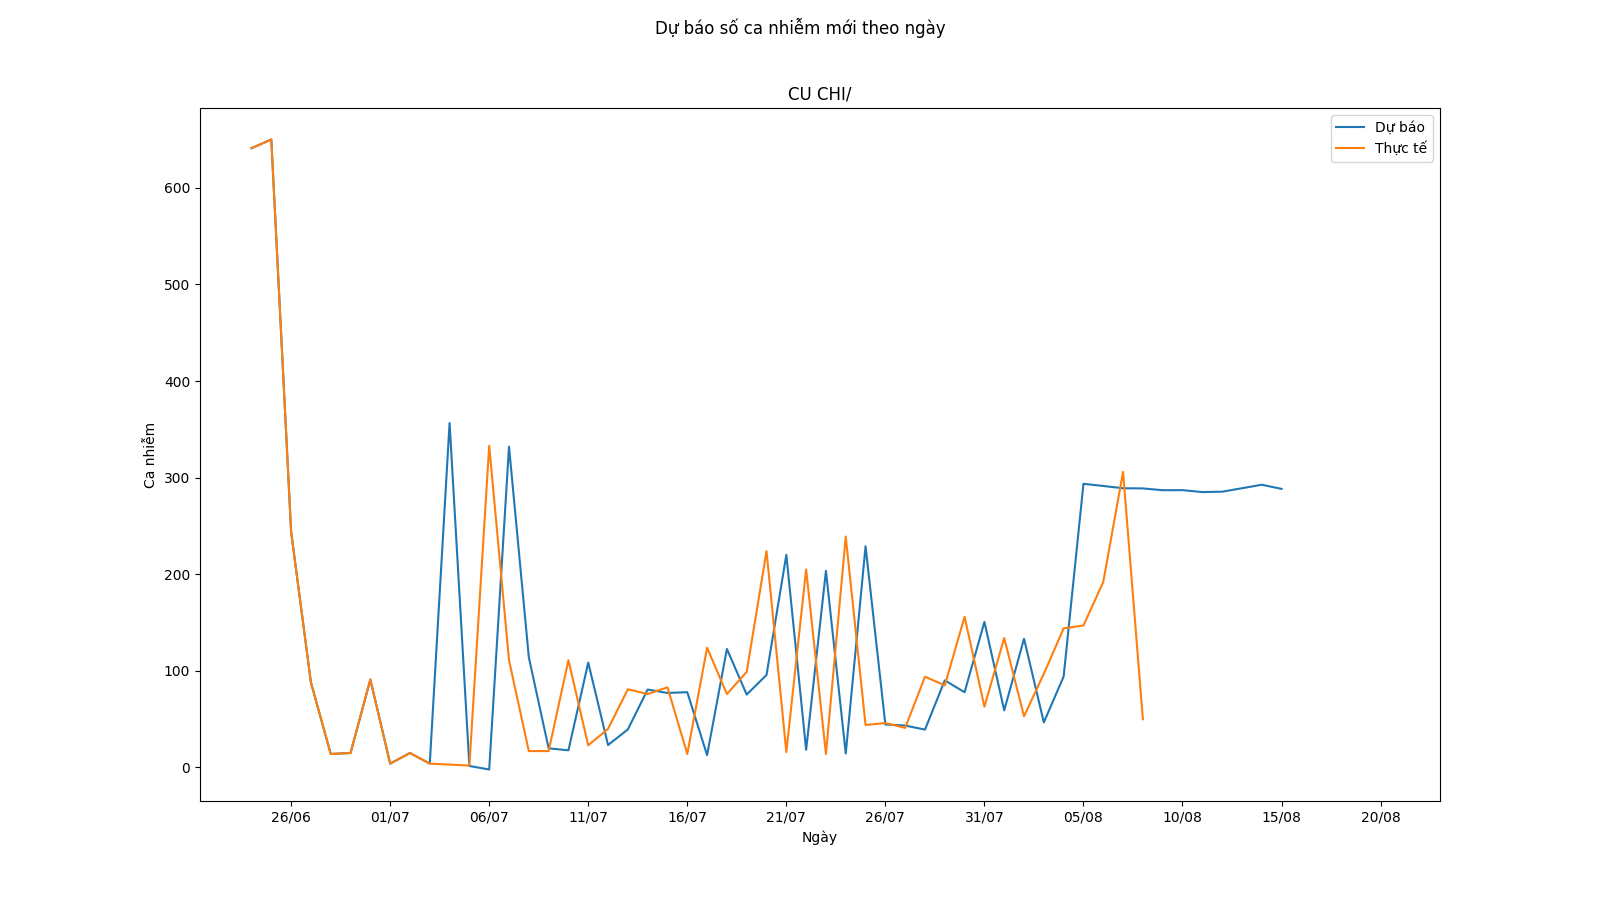 Dự báo số ca nhiễm mới theo ngày
CU CHI/
Dự báo
Thực tế
600
500
400
300
200
100
0
Ca nhiễm
26/06 01/07 06/07 11/07 16/07 21/07 26/07 31/07 05/08 10/08 15/08 20/08
Ngày